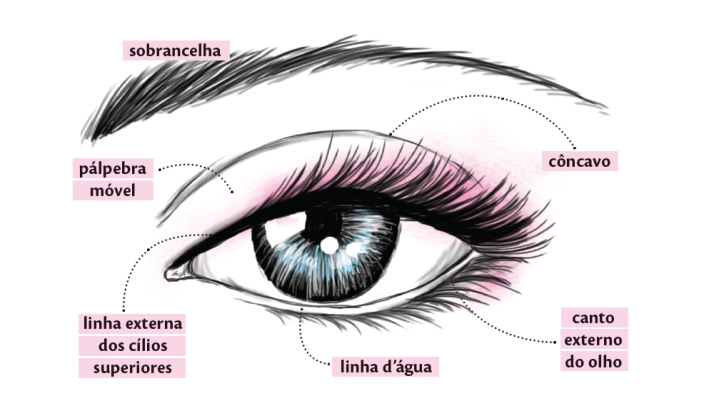 sobrancelha
côncavo
pálpebra
móvel
linha externa
dos cílios
superiores
linha d'água
canto
externo
do olho